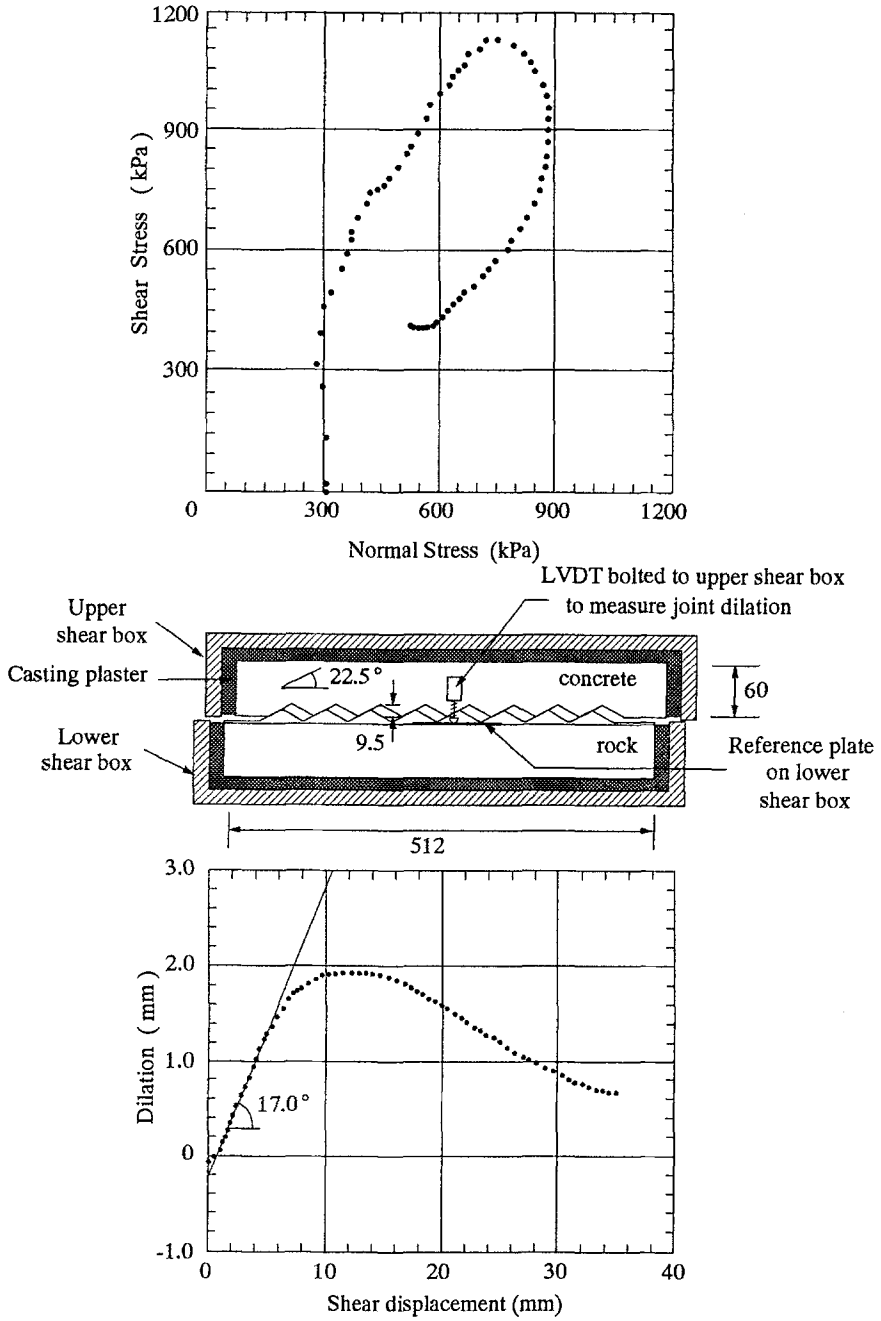 1200
900
600
300
0
300
600
900
1200
Shear Stress (kPa)
Normal Stress (kPa)
LVDT bolted to upper shear box
to measure joint dilation
Upper
shear box
Casting plaster
22.5°
concrete
60
9.5
Lower
shear box
rock
Reference plate
on lower
shear box
512
3.0
2.0
1.0
0
-1.0
17.0°
Dilation (mm)
0
10
20
30
40
Shear displacement (mm)